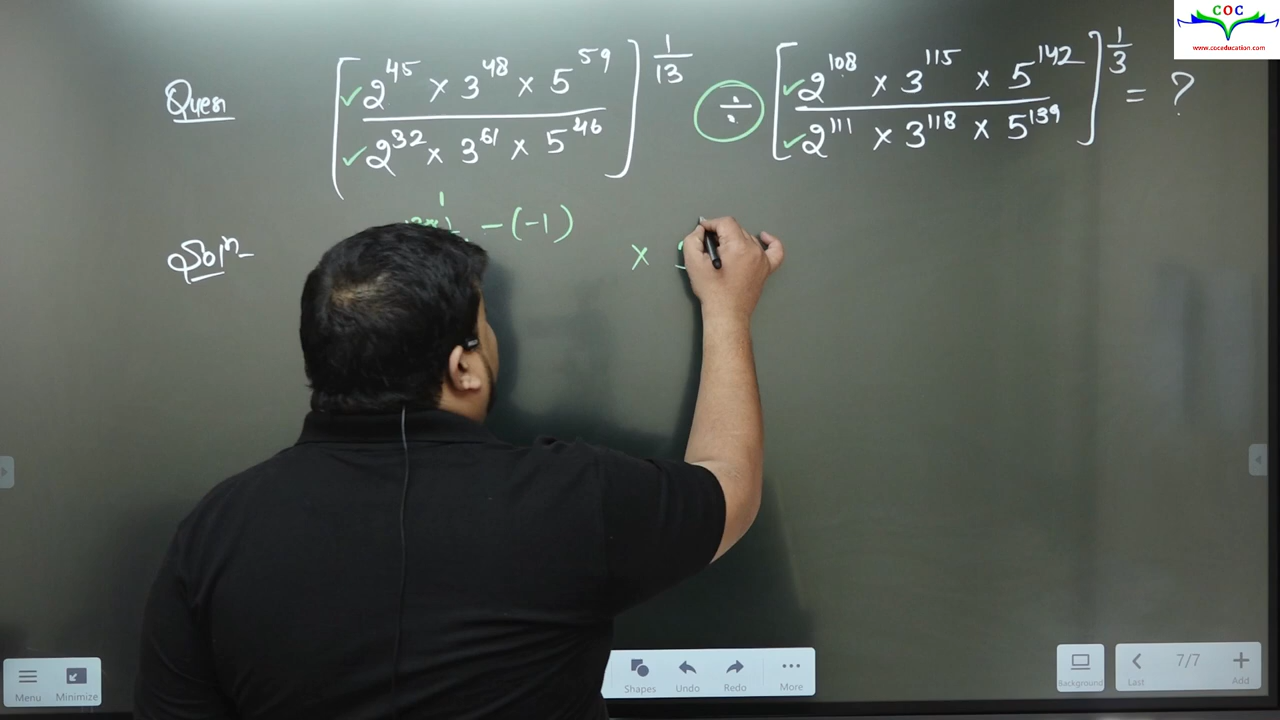 COC
www.coceducation.com
Quesn [ 2^45 × 3^48 × 5^59 / 2^32 × 3^61 × 5^46 ]^(1/13) ÷ [ 2^108 × 3^115 × 5^142 / 2^111 × 3^118 × 5^139 ]^(1/3) = ?
1
- (-1)
Solⁿ- ×
Menu Minimize Shapes Undo Redo More Background Last 7/7 Add